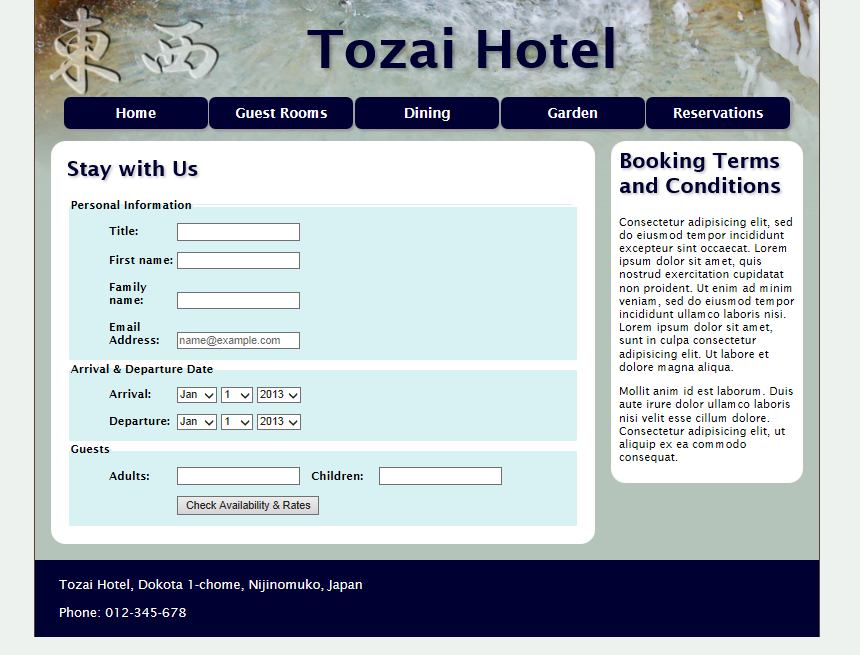 東西
Tozai Hotel
Home Guest Rooms Dining Garden Reservations
Stay with Us
Personal Information
Title:
First name:
Family
name:
Email
Address: name@example.com
Arrival & Departure Date
Arrival: Jan 1 2013
Departure: Jan 1 2013
Guests
Adults: Children:
Check Availability & Rates
Booking Terms
and Conditions
Consectetur adipisicing elit, sed
do eiusmod tempor incididunt
excepteur sint occaecat. Lorem
ipsum dolor sit amet, quis
nostrud exercitation cupidatat
non proident. Ut enim ad minim
veniam, sed do eiusmod tempor
incididunt ullamco laboris nisi.
Lorem ipsum dolor sit amet,
sunt in culpa consectetur
adipisicing elit. Ut labore et
dolore magna aliqua.
Mollit anim id est laborum. Duis
aute irure dolor ullamco laboris
nisi velit esse cillum dolore.
Consectetur adipisicing elit, ut
aliquip ex ea commodo
consequat.
Tozai Hotel, Dokota 1-chome, Nijinomuko, Japan
Phone: 012-345-678